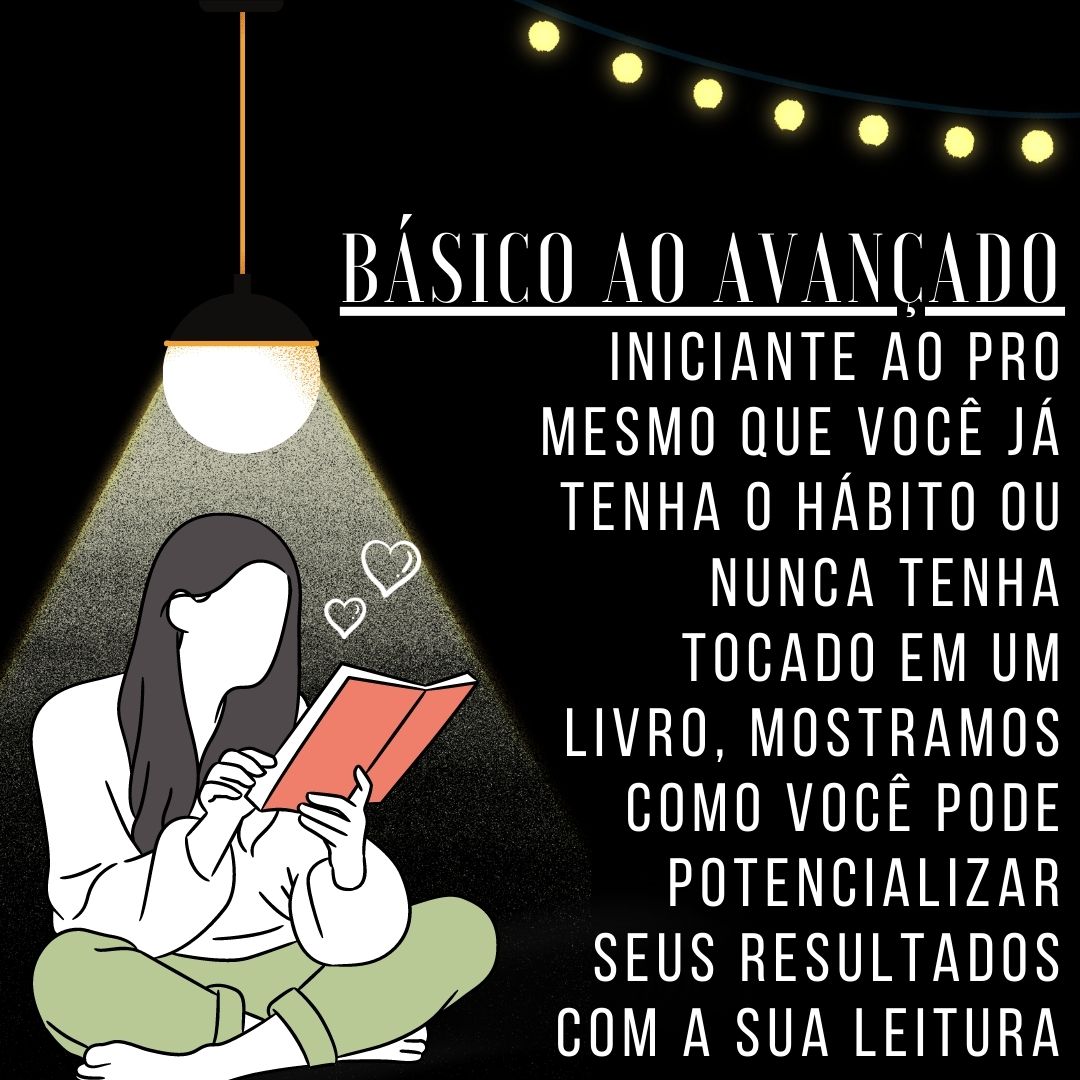 BÁSICO AO AVANÇADO
INICIANTE AO PRO
MESMO QUE VOCÊ JÁ
TENHA O HÁBITO OU
NUNCA TENHA
TOCADO EM UM
LIVRO, MOSTRAMOS
COMO VOCÊ PODE
POTENCIALIZAR
SEUS RESULTADOS
COM A SUA LEITURA